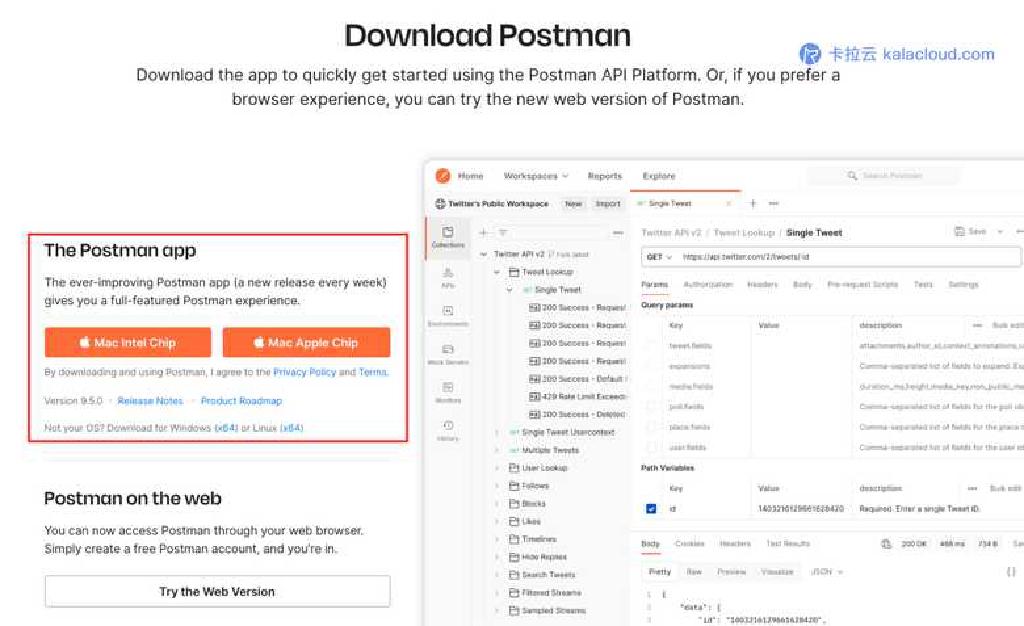 Download Postman
卡拉云 kalacloud.com
Download the app to quickly get started using the Postman API Platform. Or, if you prefer a
browser experience, you can try the new web version of Postman.
The Postman app
The ever-improving Postman app (a new release every week)
gives you a full-featured Postman experience.
Mac Intel Chip
Mac Apple Chip
By downloading and using Postman, I agree to the Privacy Policy and Terms.
Version 9.5.0 · Release Notes · Product Roadmap
Not your OS? Download for Windows (x64) or Linux (x64)
Postman on the web
You can now access Postman through your web browser.
Simply create a free Postman account, and you're in.
Try the Web Version
Home Workspaces Reports Explore
Search Postman
Twitter's Public Workspace New Import
GET Single Tweet
Collections
APIs
Environments
Mock Servers
Monitors
History
Twitter API v2
Tweet Lookup
Single Tweet
200 Success - Request
200 Success - Request
200 Success - Request
200 Success - Request
200 Success - Default
429 Rate Limit Exceed
200 Success - Deleted
Single Tweet Usercontext
Multiple Tweets
User Lookup
Follows
Blocks
Likes
Timelines
Hide Replies
Search Tweets
Filtered Streams
Sampled Streams
Twitter API v2 / Tweet Lookup / Single Tweet
Save
GET https://api.twitter.com/2/tweets/:id
Params Authorization Headers Body Pre-request Scripts Tests Settings
Query params
Key Value description Bulk edit
tweet.fields attachments,author_id,context_annotations,
expansions Comma-separated list of fields to expand.
media.fields duration_ms,height,media_key,
poll.fields Comma-separated list of fields for the poll
place.fields Comma-separated list of fields for the place
user.fields Comma-separated list of fields for the user
Path Variables
Key Value description Bulk edit
id 1403216129661628420 Required. Enter a single Tweet ID.
Body Cookies Headers Test Results 200 OK 468 ms 734 B
Pretty Raw Preview Visualize JSON
1 {
2 "data": {
3 "id": "1403216129661628420",